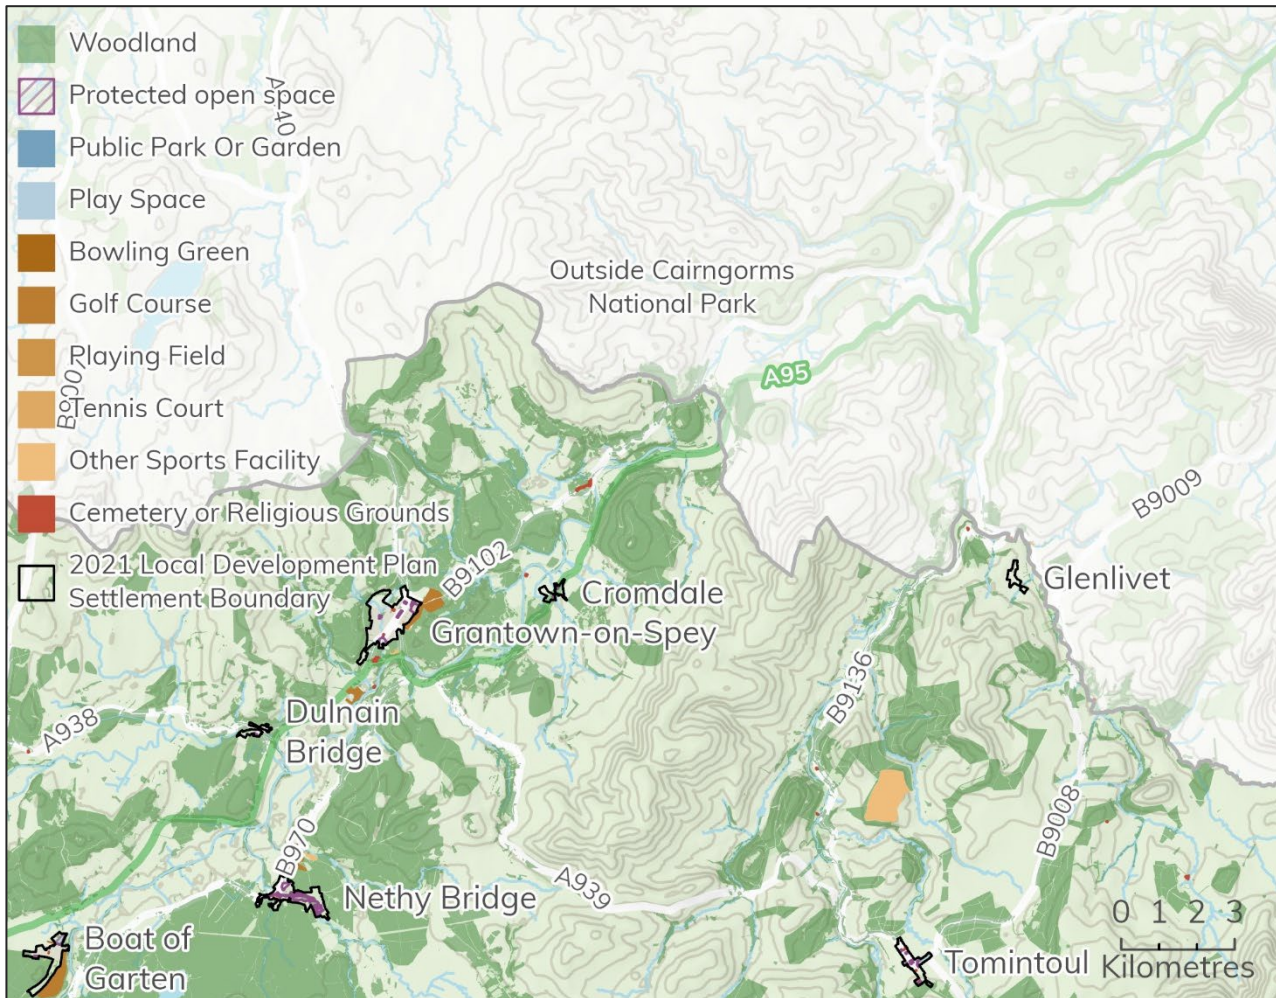 Woodland
Protected open space
Public Park Or Garden
Play Space
Bowling Green
Golf Course
Playing Field
Tennis Court
Other Sports Facility
Cemetery or Religious Grounds
2021 Local Development Plan
Settlement Boundary
Outside Cairngorms
National Park
A95
B9009
B9102
Cromdale
Glenlivet
Grantown-on-Spey
B9136
A938
Dulnain
Bridge
B9008
B970
A939
Nethy Bridge
Boat of
Garten
Tomintoul
0 1 2 3
Kilometres